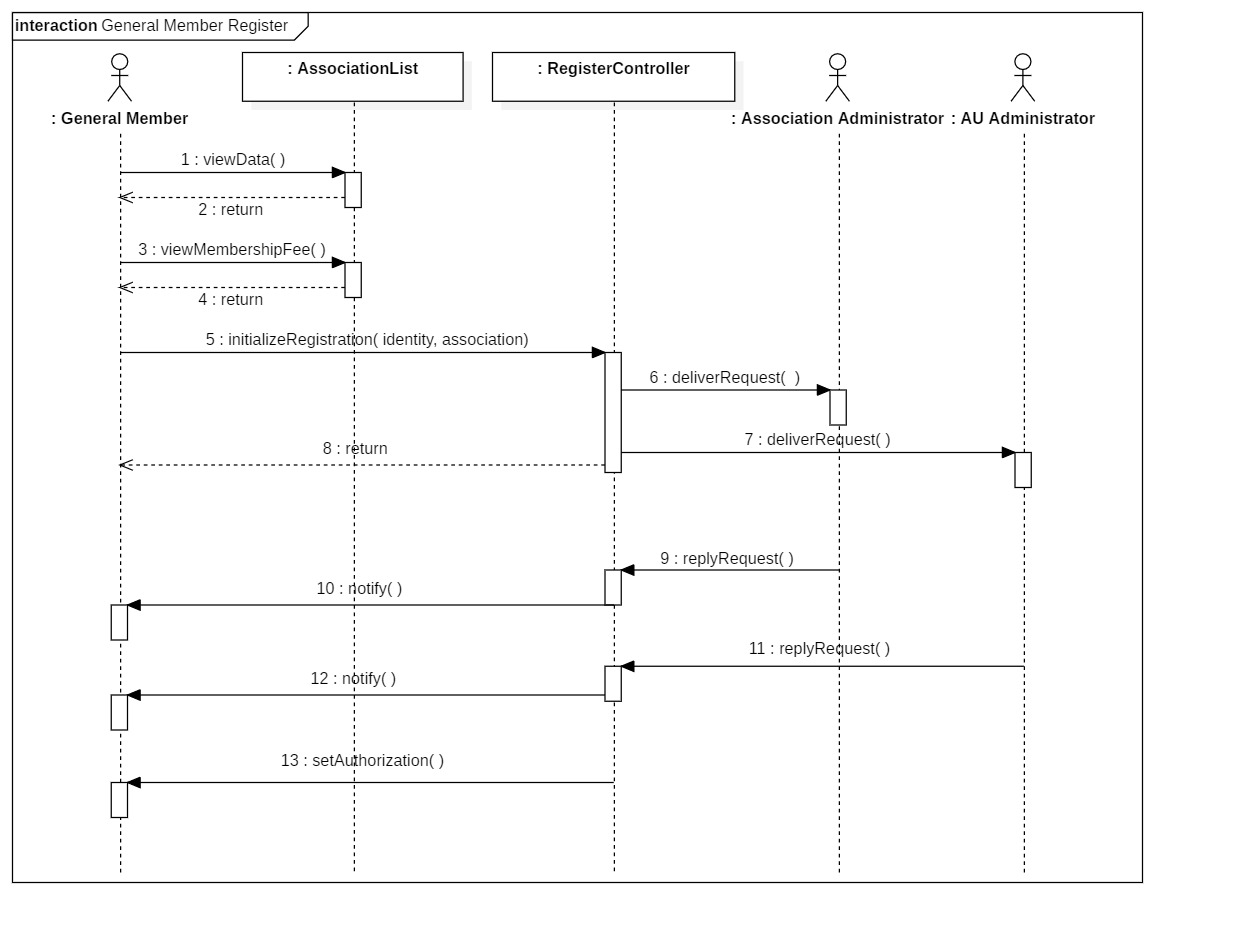 interaction General Member Register
: AssociationList
: RegisterController
: General Member
: Association Administrator
: AU Administrator
1 : viewData( )
2 : return
3 : viewMembershipFee( )
4 : return
5 : initializeRegistration( identity, association)
6 : deliverRequest(  )
7 : deliverRequest( )
8 : return
9 : replyRequest( )
10 : notify( )
11 : replyRequest( )
12 : notify( )
13 : setAuthorization( )